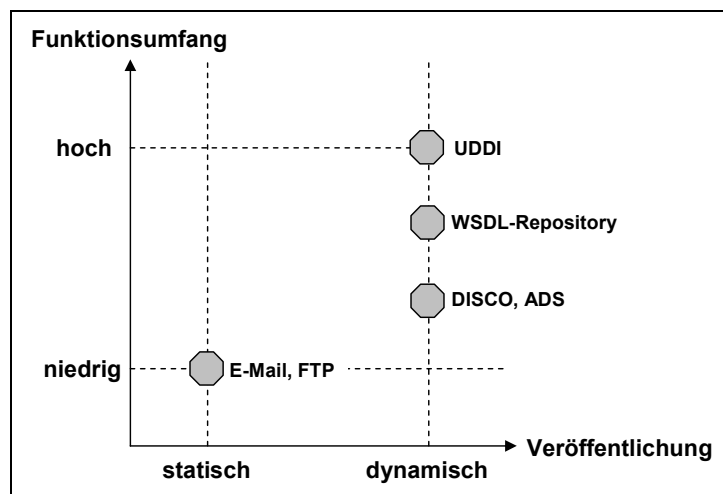 Funktionsumfang
hoch
UDDI
WSDL-Repository
DISCO, ADS
niedrig
E-Mail, FTP
Veröffentlichung
statisch
dynamisch